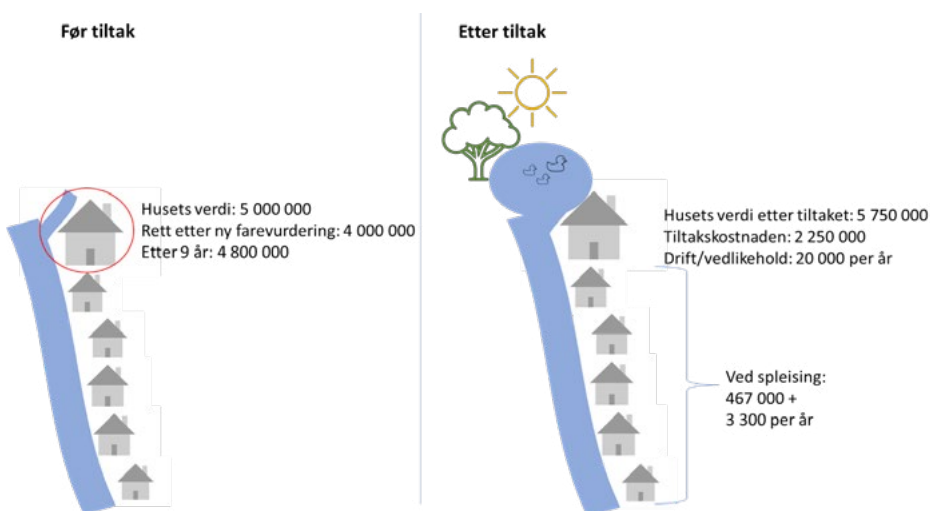 Før tiltak
Husets verdi: 5 000 000
Rett etter ny farevurdering: 4 000 000
Etter 9 år: 4 800 000
Etter tiltak
Husets verdi etter tiltaket: 5 750 000
Tiltakskostnaden: 2 250 000
Drift/vedlikehold: 20 000 per år
Ved spleising:
467 000 +
3 300 per år